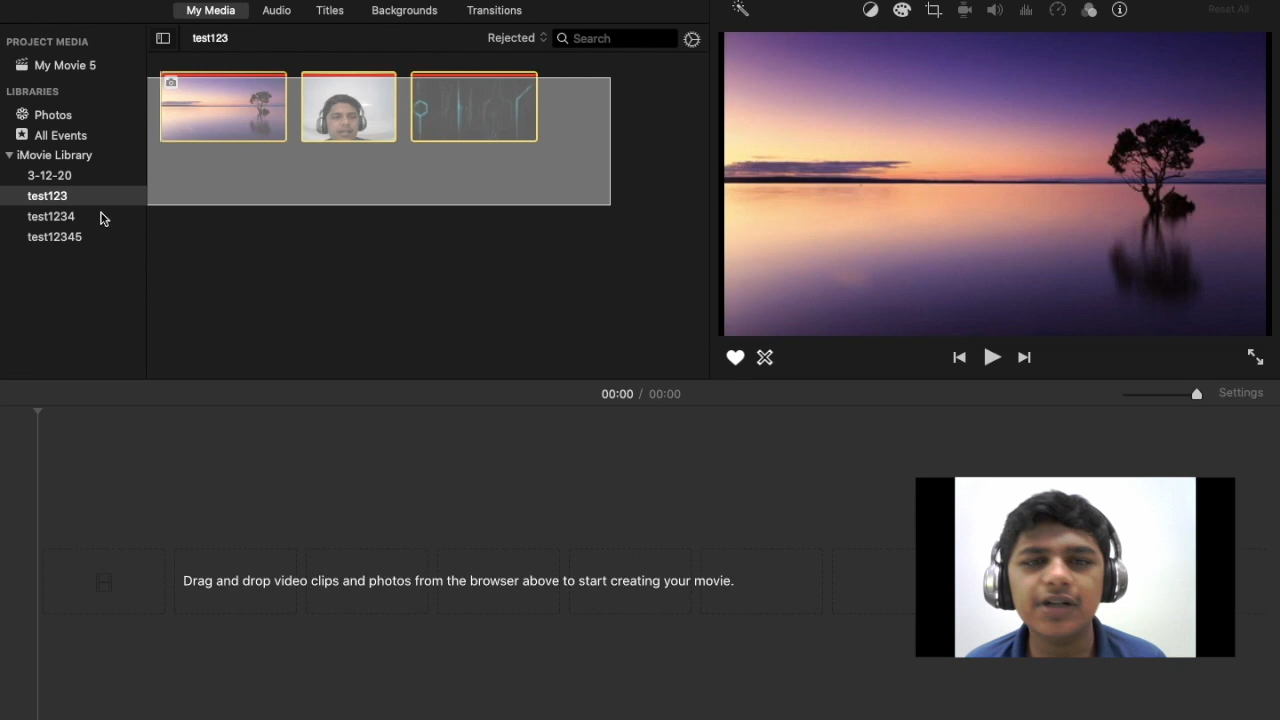 My Media Audio Titles Backgrounds Transitions
Reset All
PROJECT MEDIA
My Movie 5
LIBRARIES
Photos
All Events
iMovie Library
3-12-20
test123
test1234
test12345
test123 Rejected Search
00:00 / 00:00 Settings
Drag and drop video clips and photos from the browser above to start creating your movie.